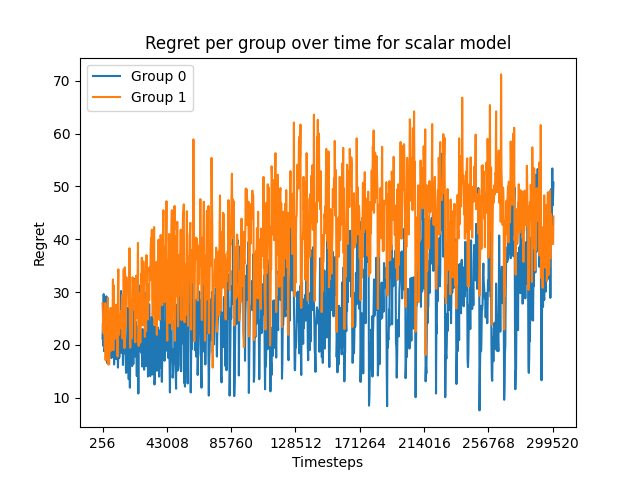 Regret per group over time for scalar model
Group 0
Group 1
70
60
50
40
30
20
10
Regret
256 43008 85760 128512 171264 214016 256768 299520
Timesteps